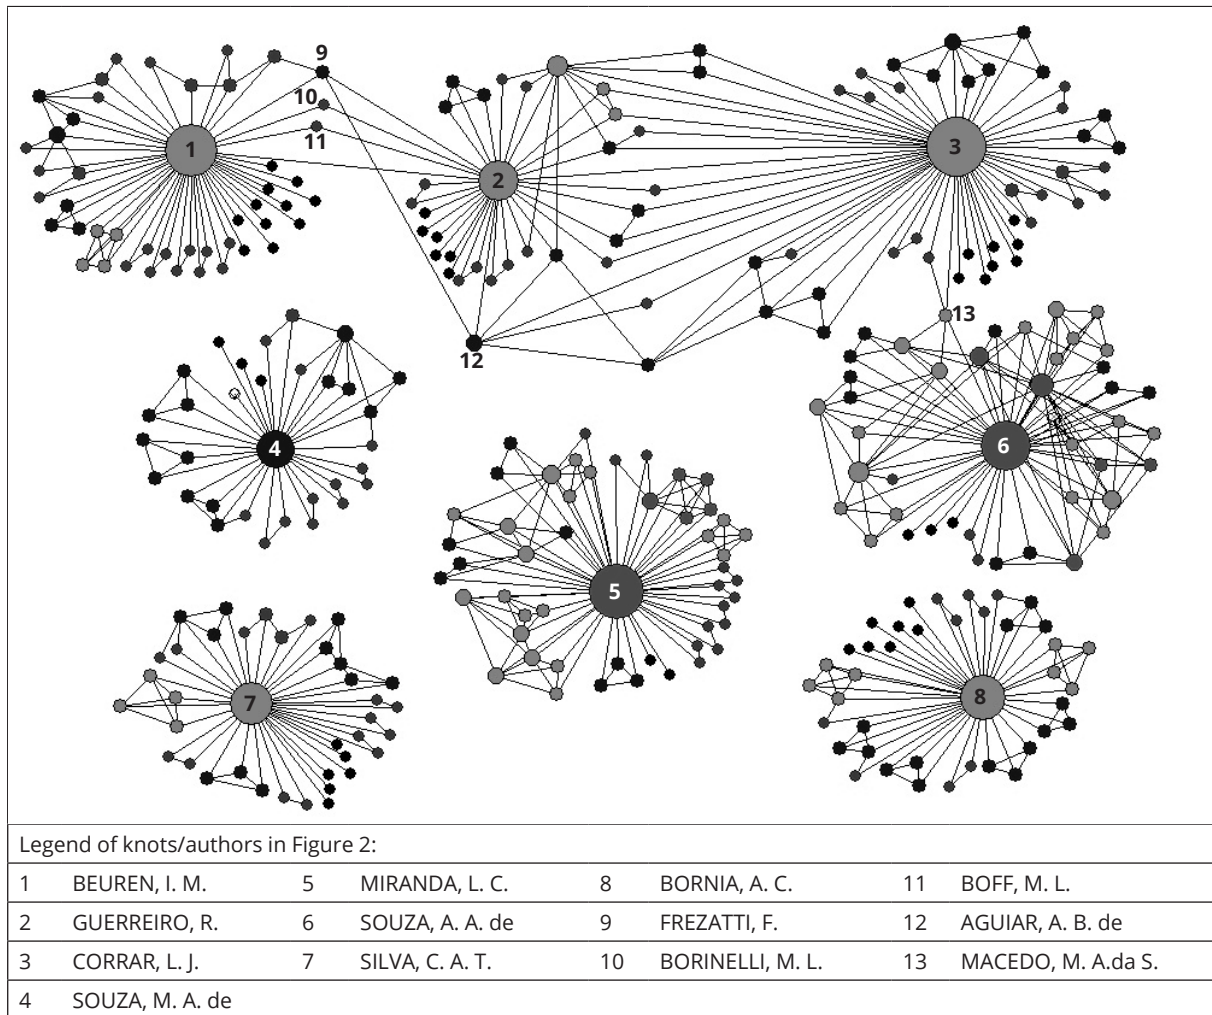 9
10
11
1
2
3
12
13
4
6
5
7
8
Legend of knots/authors in Figure 2:
1 BEUREN, I. M. 5 MIRANDA, L. C. 8 BORNIA, A. C. 11 BOFF, M. L.
2 GUERREIRO, R. 6 SOUZA, A. A. de 9 FREZATTI, F. 12 AGUIAR, A. B. de
3 CORRAR, L. J. 7 SILVA, C. A. T. 10 BORINELLI, M. L. 13 MACEDO, M. A.da S.
4 SOUZA, M. A. de